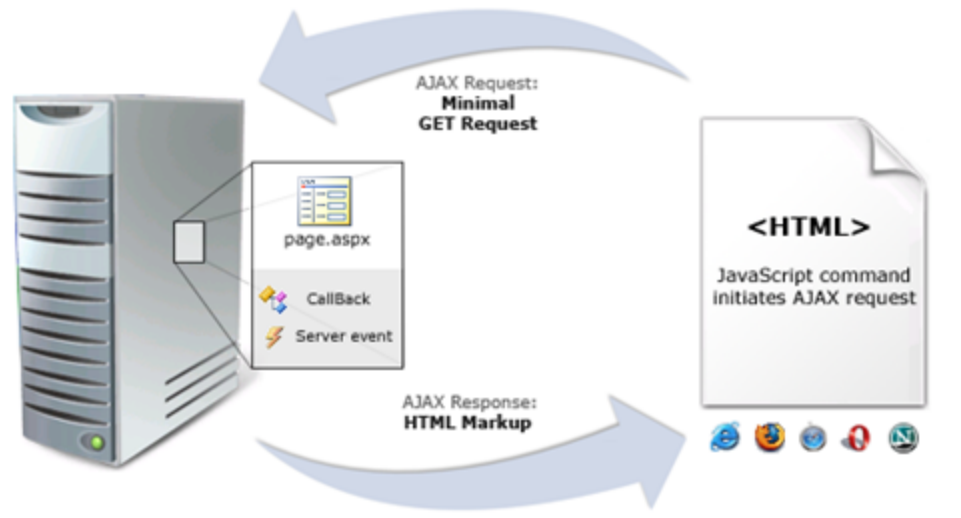 AJAX Request:
Minimal
GET Request
page.aspx
CallBack
Server event
<HTML>
JavaScript command
initiates AJAX request
AJAX Response:
HTML Markup